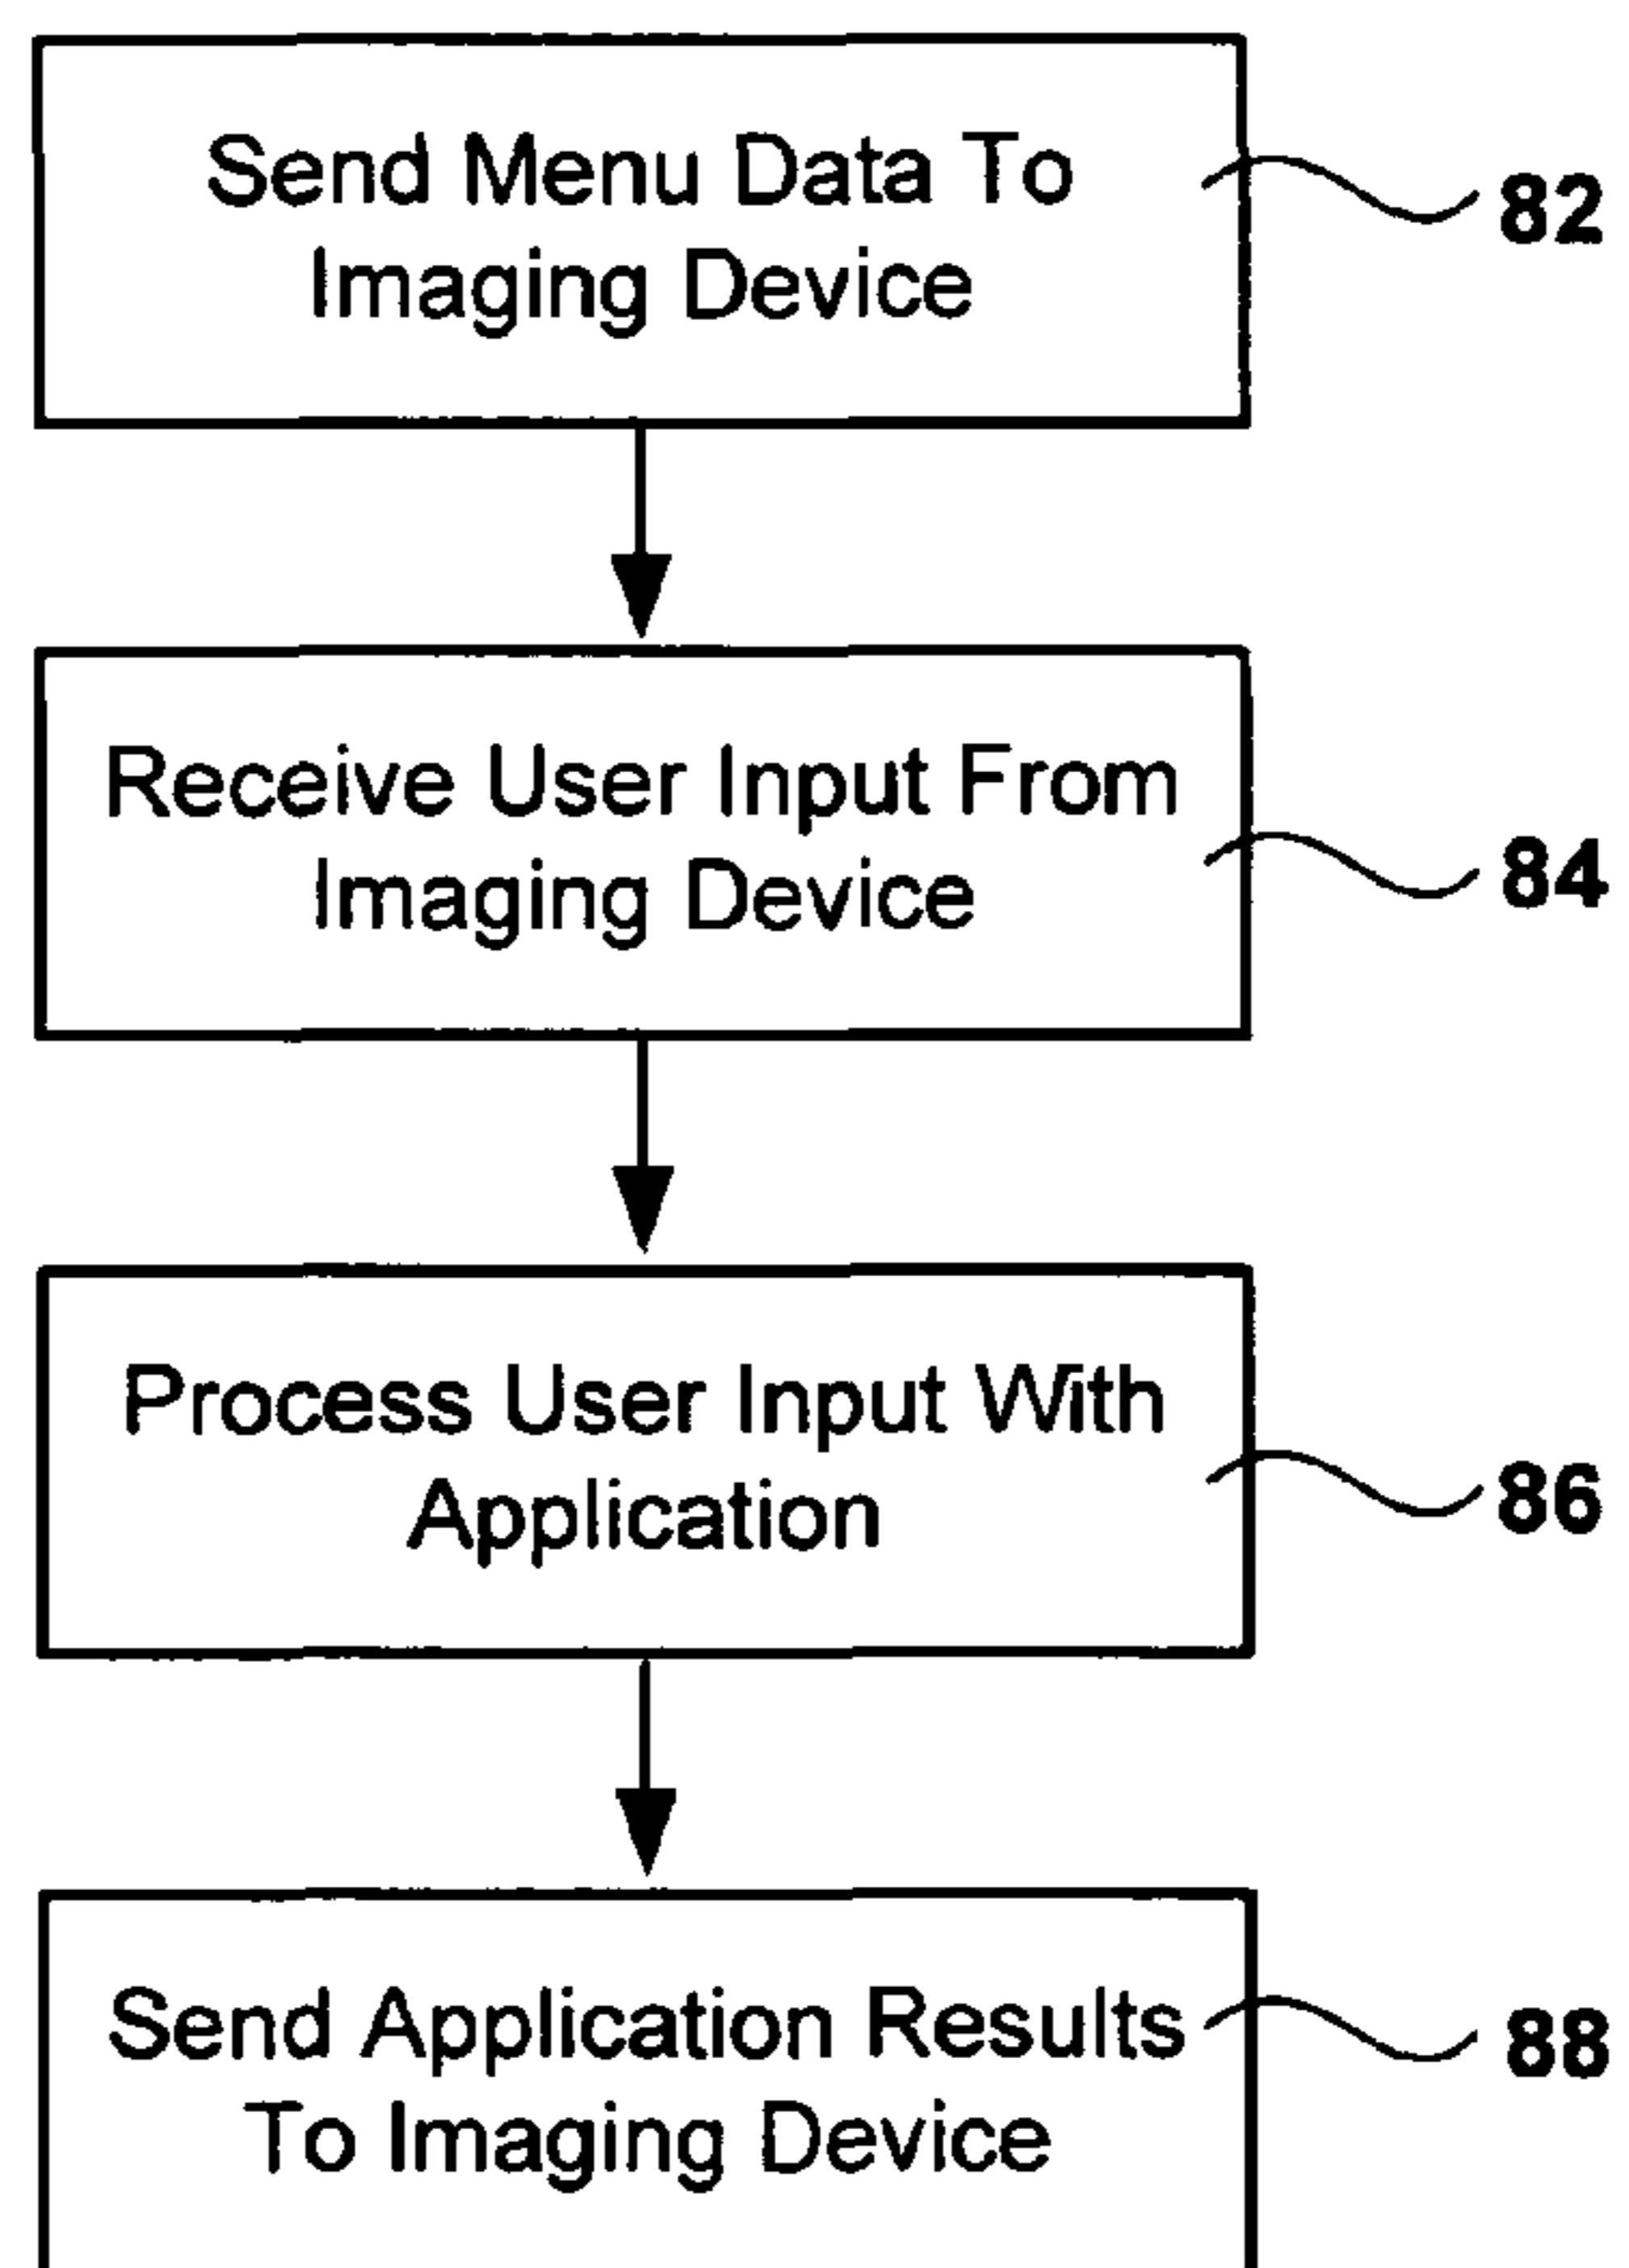 Send Menu Data To
Imaging Device
82
Receive User Input From
Imaging Device
84
Process User Input With
Application
86
Send Application Results
To Imaging Device
88